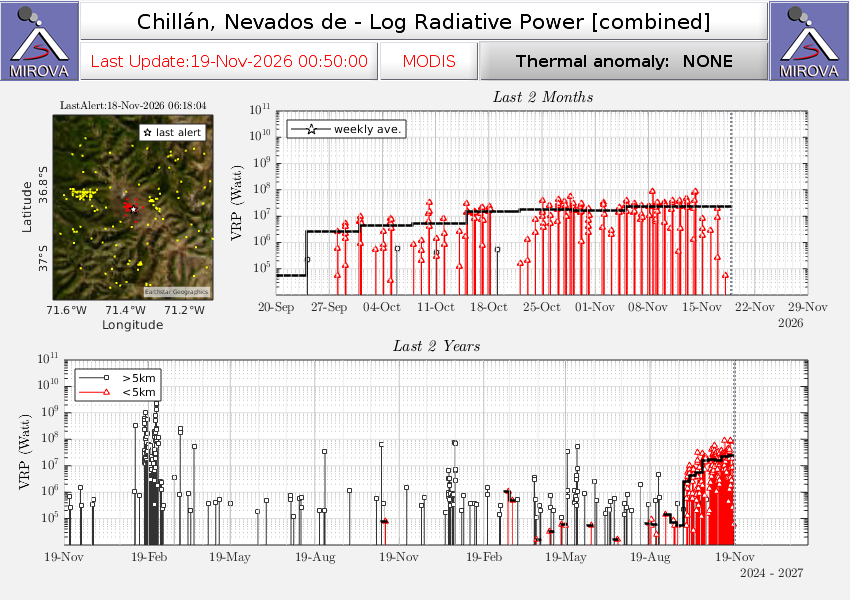 Chillán, Nevados de - Log Radiative Power [combined]
MIROVA
Last Update:19-Nov-2026 00:50:00
MODIS
Thermal anomaly: NONE
MIROVA
LastAlert:18-Nov-2026 06:18:04
last alert
Latitude
36.8°S
37°S
Earthstar Geographics
71.6°W
71.4°W
71.2°W
Longitude
Last 2 Months
weekly ave.
VRP (Watt)
10^11
10^10
10^9
10^8
10^7
10^6
10^5
20-Sep
27-Sep
04-Oct
11-Oct
18-Oct
25-Oct
01-Nov
08-Nov
15-Nov
22-Nov
29-Nov
2026
Last 2 Years
>5km
<5km
VRP (Watt)
10^11
10^10
10^9
10^8
10^7
10^6
10^5
19-Nov
19-Feb
19-May
19-Aug
19-Nov
19-Feb
19-May
19-Aug
19-Nov
2024 - 2027